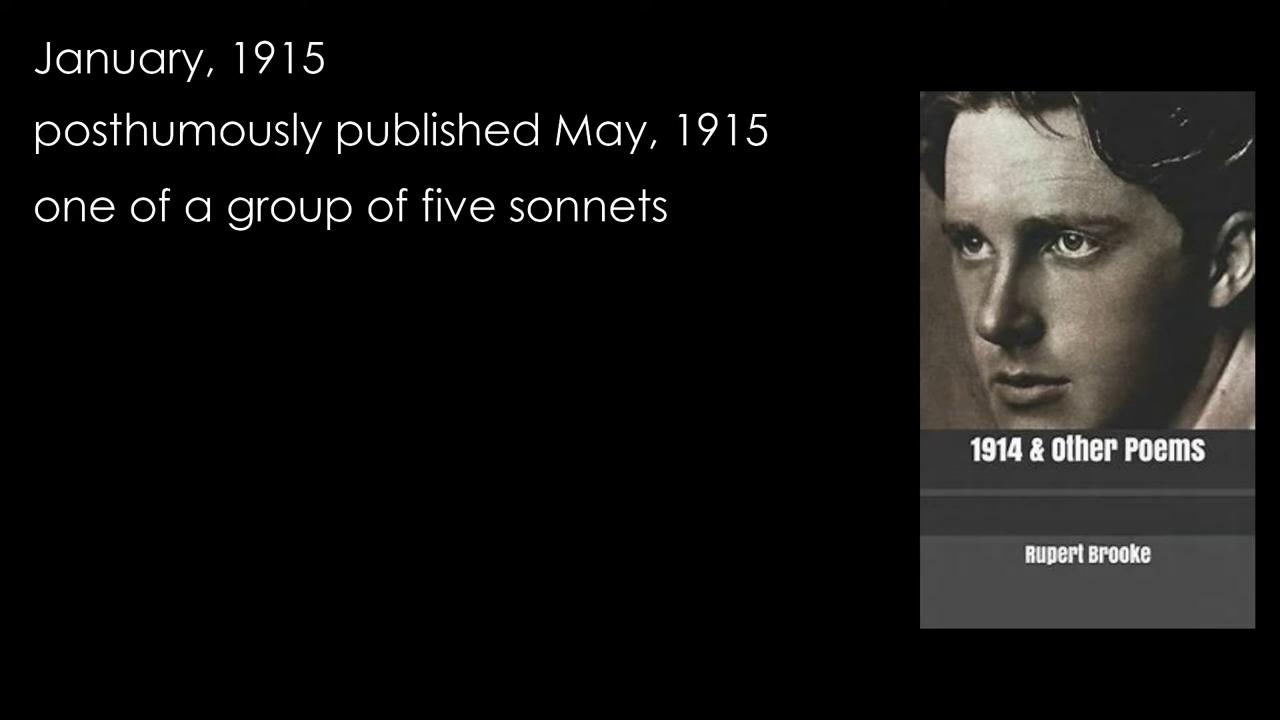 January, 1915
posthumously published May, 1915
one of a group of five sonnets
1914 & Other Poems
Rupert Brooke